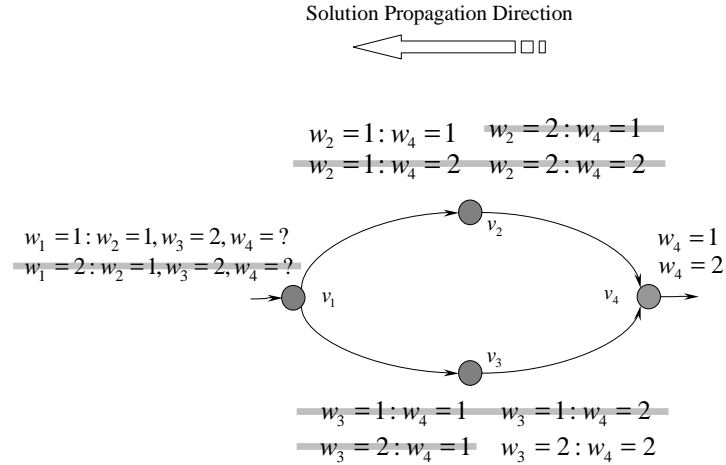 Solution Propagation Direction
w₂ = 1 : w₄ = 1 w₂ = 2 : w₄ = 1
w₂ = 1 : w₄ = 2 w₂ = 2 : w₄ = 2
v₂
w₁ = 1 : w₂ = 1, w₃ = 2, w₄ = ?
w₁ = 2 : w₂ = 1, w₃ = 2, w₄ = ?
w₄ = 1
w₄ = 2
v₁
v₄
v₃
w₃ = 1 : w₄ = 1 w₃ = 1 : w₄ = 2
w₃ = 2 : w₄ = 1 w₃ = 2 : w₄ = 2